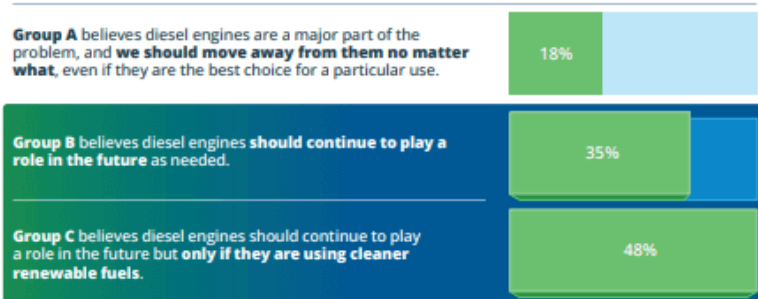 Group A believes diesel engines are a major part of the
problem, and we should move away from them no matter
what, even if they are the best choice for a particular use.
18%
Group B believes diesel engines should continue to play a
role in the future as needed.
35%
Group C believes diesel engines should continue to play
a role in the future but only if they are using cleaner
renewable fuels.
48%